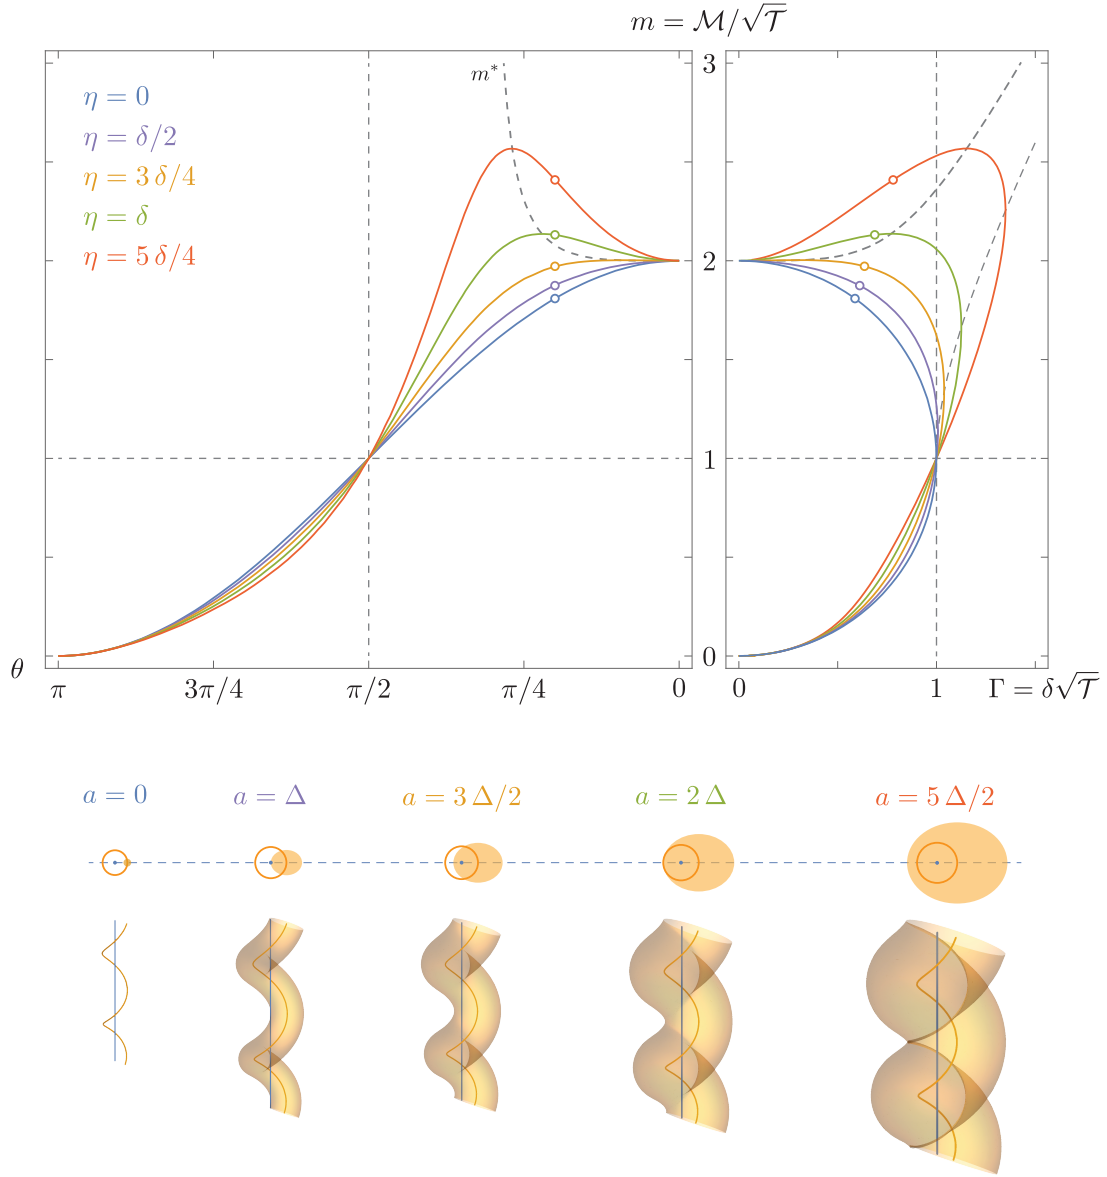 m = ℳ/√𝒯
m*
η = 0
η = δ/2
η = 3 δ/4
η = δ
η = 5 δ/4
3
2
1
0
θ
π
3π/4
π/2
π/4
0
0
1
Γ = δ√𝒯
a = 0
a = Δ
a = 3 Δ/2
a = 2 Δ
a = 5 Δ/2